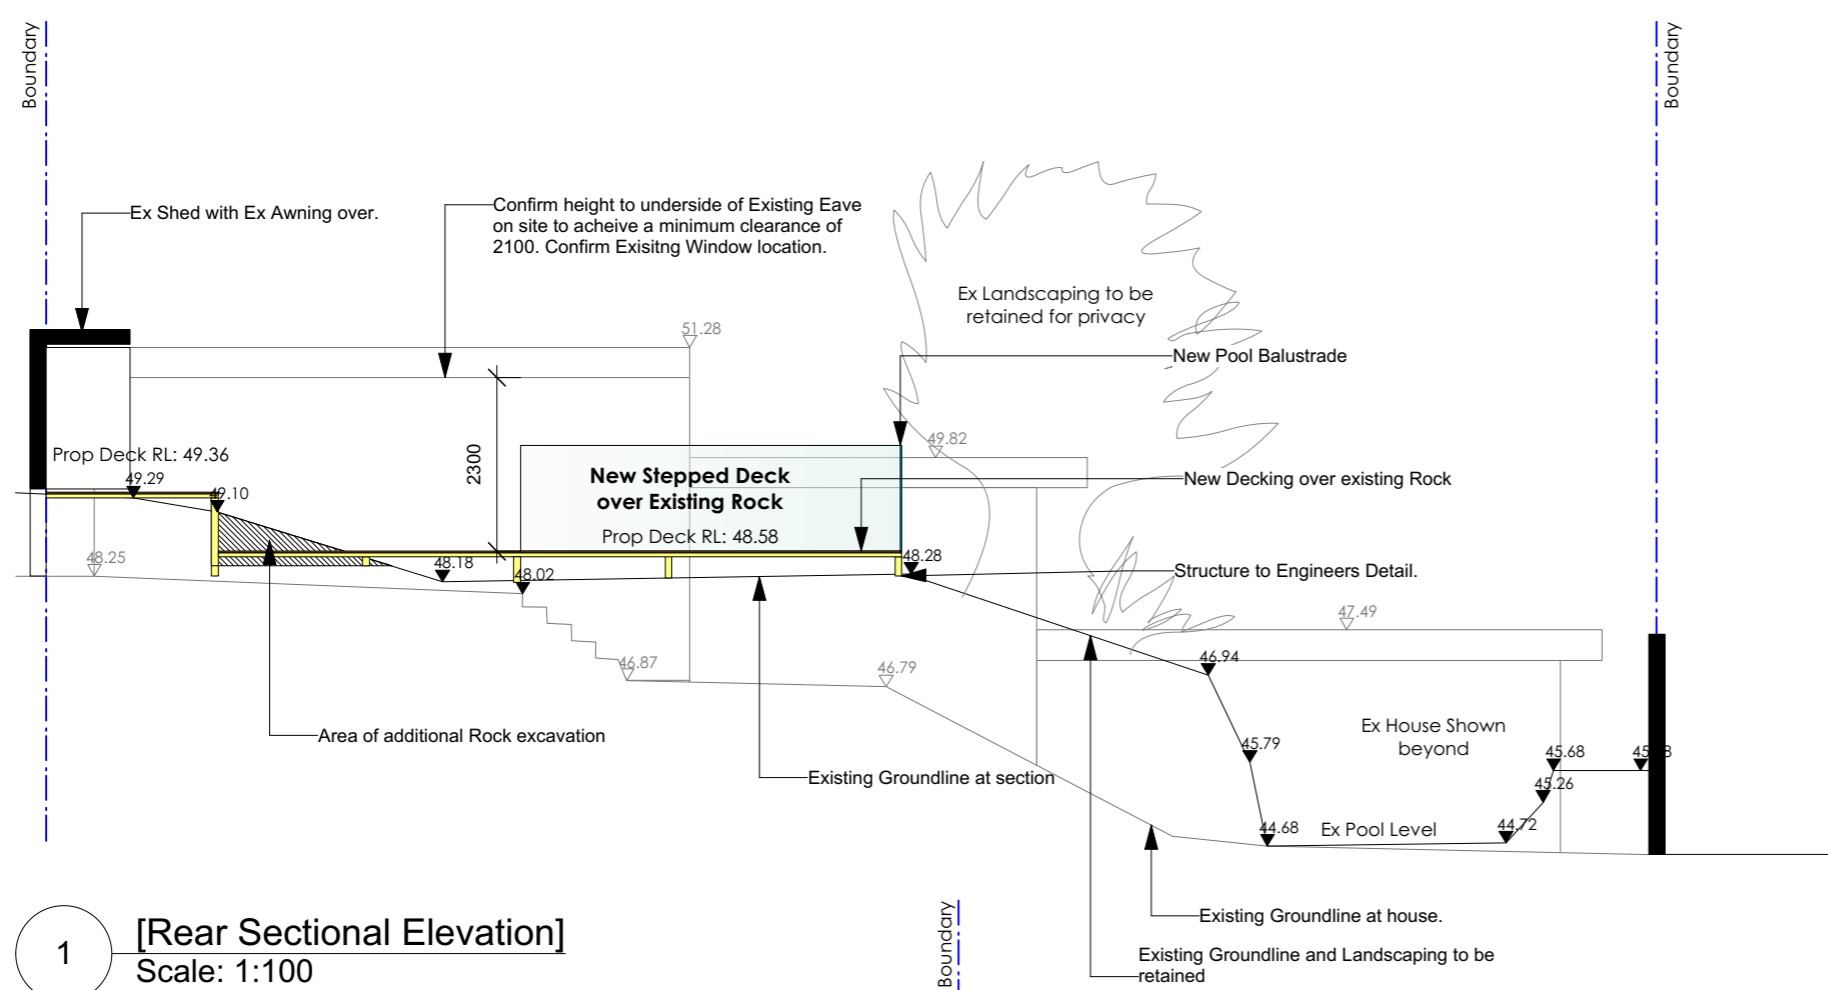 Boundary
Boundary
Ex Shed with Ex Awning over.
Confirm height to underside of Existing Eave
on site to acheive a minimum clearance of
2100. Confirm Exisitng Window location.
Ex Landscaping to be
retained for privacy
51.28
New Pool Balustrade
49.82
Prop Deck RL: 49.36
2300
New Stepped Deck
over Existing Rock
New Decking over existing Rock
49.29
49.10
Prop Deck RL: 48.58
48.25
48.18
48.02
48.28
Structure to Engineers Detail.
47.49
46.87
46.79
46.94
Area of additional Rock excavation
Existing Groundline at section
45.79
Ex House Shown
beyond
45.68
45.26
44.68
Ex Pool Level
44.72
Existing Groundline at house.
Existing Groundline and Landscaping to be
retained
Boundary
1
[Rear Sectional Elevation]
Scale: 1:100